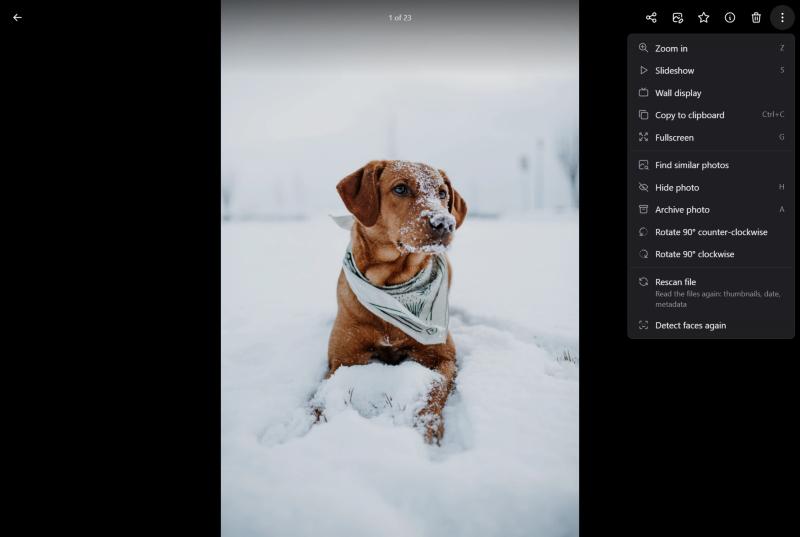 1 of 23
Zoom in Z
Slideshow S
Wall display
Copy to clipboard Ctrl+C
Fullscreen G
Find similar photos
Hide photo H
Archive photo A
Rotate 90° counter-clockwise
Rotate 90° clockwise
Rescan file
Read the files again: thumbnails, date,
metadata
Detect faces again